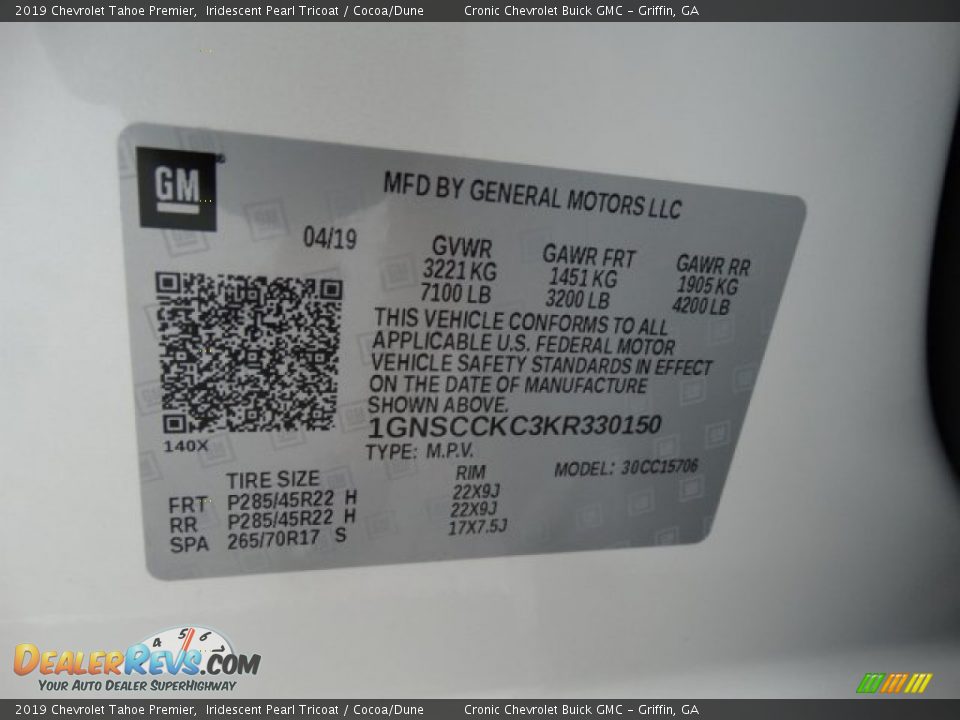 2019 Chevrolet Tahoe Premier, Iridescent Pearl Tricoat / Cocoa/Dune Cronic Chevrolet Buick GMC – Griffin, GA
GM
MFD BY GENERAL MOTORS LLC
04/19
GVWR GAWR FRT GAWR RR
3221 KG 1451 KG 1905 KG
7100 LB 3200 LB 4200 LB
THIS VEHICLE CONFORMS TO ALL
APPLICABLE U.S. FEDERAL MOTOR
VEHICLE SAFETY STANDARDS IN EFFECT
ON THE DATE OF MANUFACTURE
SHOWN ABOVE.
1GNSCCKC3KR330150
140X
TYPE: M.P.V. MODEL: 30CC15706
TIRE SIZE RIM
FRT P285/45R22 H 22X9J
RR P285/45R22 H 22X9J
SPA 265/70R17 S 17X7.5J
4 5 6 7
DEALERREVS.COM
YOUR AUTO DEALER SUPERHIGHWAY
2019 Chevrolet Tahoe Premier, Iridescent Pearl Tricoat / Cocoa/Dune Cronic Chevrolet Buick GMC – Griffin, GA